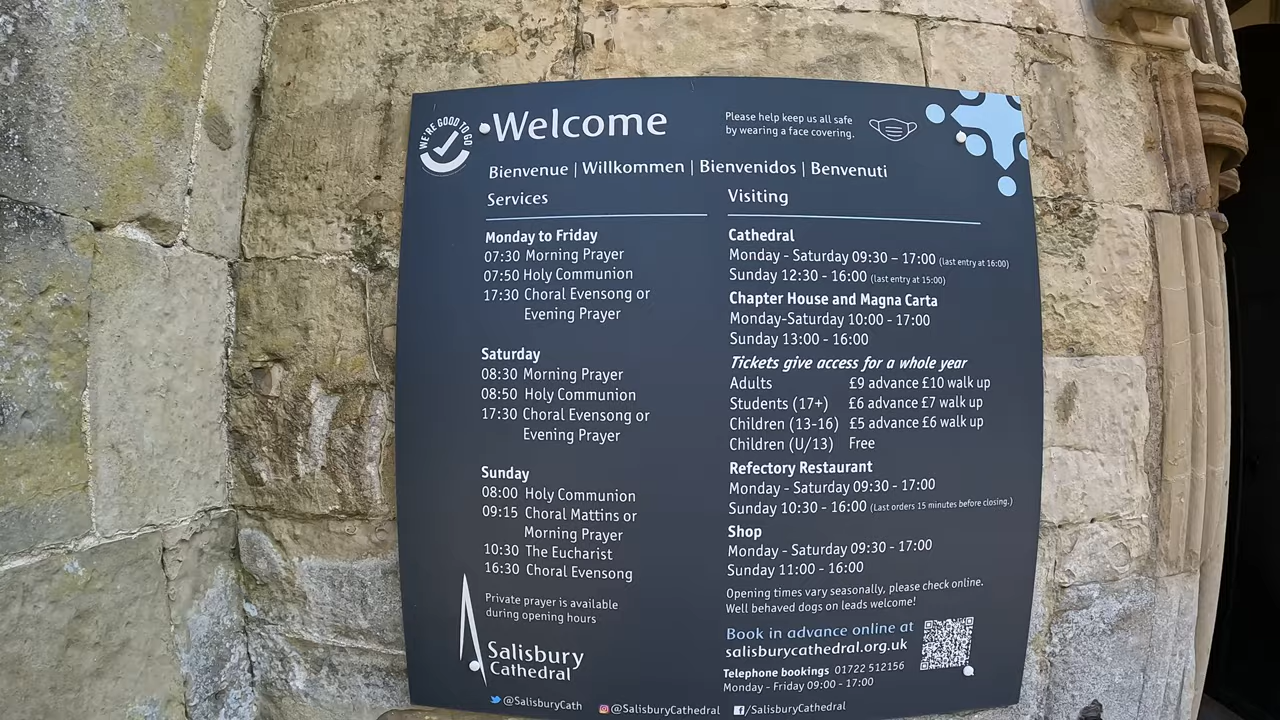 WE'RE GOOD TO GO
Welcome
Please help keep us all safe
by wearing a face covering.
Bienvenue | Willkommen | Bienvenidos | Benvenuti
Services
Monday to Friday
07:30 Morning Prayer
07:50 Holy Communion
17:30 Choral Evensong or
Evening Prayer
Saturday
08:30 Morning Prayer
08:50 Holy Communion
17:30 Choral Evensong or
Evening Prayer
Sunday
08:00 Holy Communion
09:15 Choral Mattins or
Morning Prayer
10:30 The Eucharist
16:30 Choral Evensong
Private prayer is available
during opening hours
Salisbury
Cathedral
Visiting
Cathedral
Monday - Saturday 09:30 – 17:00 (last entry at 16:00)
Sunday 12:30 - 16:00 (last entry at 15:00)
Chapter House and Magna Carta
Monday-Saturday 10:00 - 17:00
Sunday 13:00 - 16:00
Tickets give access for a whole year
Adults £9 advance £10 walk up
Students (17+) £6 advance £7 walk up
Children (13-16) £5 advance £6 walk up
Children (U/13) Free
Refectory Restaurant
Monday - Saturday 09:30 - 17:00
Sunday 10:30 - 16:00 (Last orders 15 minutes before closing.)
Shop
Monday - Saturday 09:30 - 17:00
Sunday 11:00 - 16:00
Opening times vary seasonally, please check online.
Well behaved dogs on leads welcome!
Book in advance online at
salisburycathedral.org.uk
Telephone bookings 01722 512156
Monday - Friday 09:00 - 17:00
@SalisburyCath @SalisburyCathedral /SalisburyCathedral